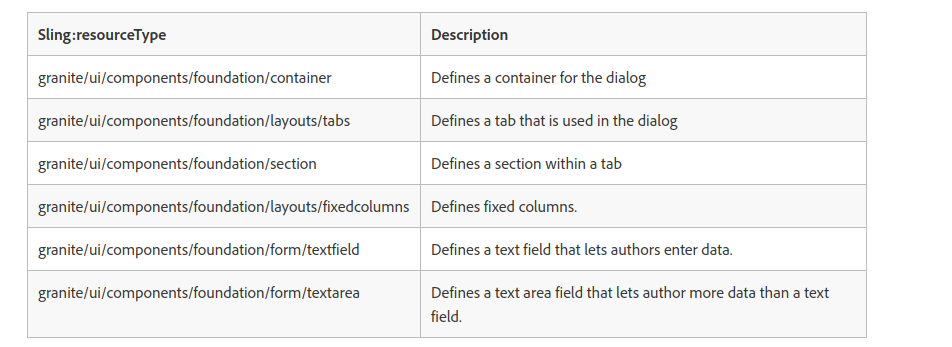 Sling:resourceType Description
granite/ui/components/foundation/container Defines a container for the dialog
granite/ui/components/foundation/layouts/tabs Defines a tab that is used in the dialog
granite/ui/components/foundation/section Defines a section within a tab
granite/ui/components/foundation/layouts/fixedcolumns Defines fixed columns.
granite/ui/components/foundation/form/textfield Defines a text field that lets authors enter data.
granite/ui/components/foundation/form/textarea Defines a text area field that lets author more data than a text
field.